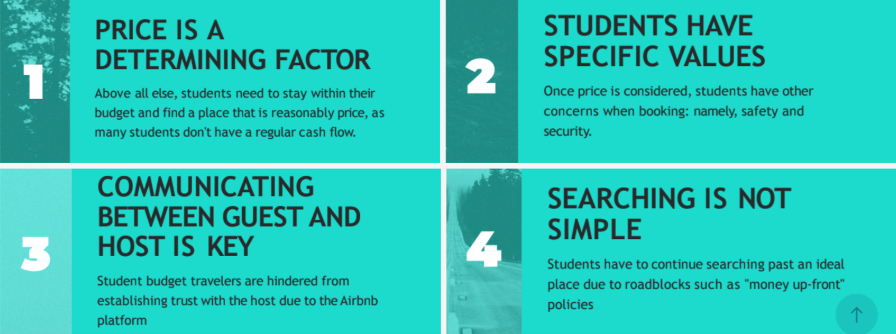 1
PRICE IS A
DETERMINING FACTOR
Above all else, students need to stay within their
budget and find a place that is reasonably price, as
many students don't have a regular cash flow.
2
STUDENTS HAVE
SPECIFIC VALUES
Once price is considered, students have other
concerns when booking: namely, safety and
security.
3
COMMUNICATING
BETWEEN GUEST AND
HOST IS KEY
Student budget travelers are hindered from
establishing trust with the host due to the Airbnb
platform
4
SEARCHING IS NOT
SIMPLE
Students have to continue searching past an ideal
place due to roadblocks such as "money up-front"
policies